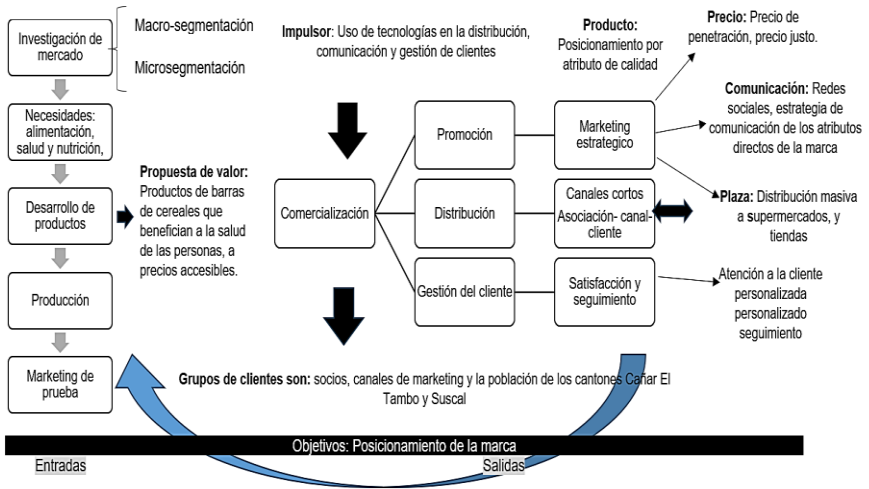 Investigación de
mercado
Macro-segmentación
Microsegmentación
Necesidades:
alimentación,
salud y nutrición,
Desarrollo de
productos
Producción
Marketing de
prueba
Propuesta de valor:
Productos de barras
de cereales que
benefician a la salud
de las personas, a
precios accesibles.
Impulsor: Uso de tecnologías en la distribución,
comunicación y gestión de clientes
Comercialización
Promoción
Distribución
Gestión del cliente
Producto:
Posicionamiento por
atributo de calidad
Marketing
estrategico
Canales cortos
Asociación- canal-
cliente
Satisfacción y
seguimiento
Precio: Precio de
penetración, precio justo.
Comunicación: Redes
sociales, estrategia de
comunicación de los atributos
directos de la marca
Plaza: Distribución masiva
a supermercados, y
tiendas
Atención a la cliente
personalizada
personalizado
seguimiento
Grupos de clientes son: socios, canales de marketing y la población de los cantones Cañar El
Tambo y Suscal
Objetivos: Posicionamiento de la marca
Entradas
Salidas